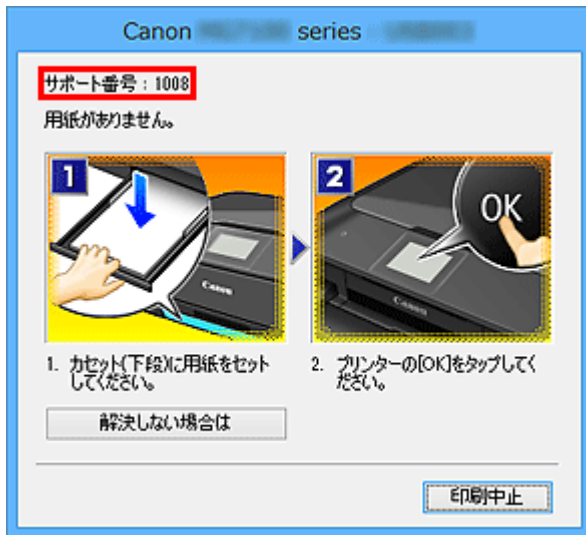 Canon series
サポート番号：1008
用紙がありません。
1
2
OK
Canon
Canon
1. カセット(下段)に用紙をセット
してください。
2. プリンターの[OK]をタップしてく
ださい。
解決しない場合は
印刷中止